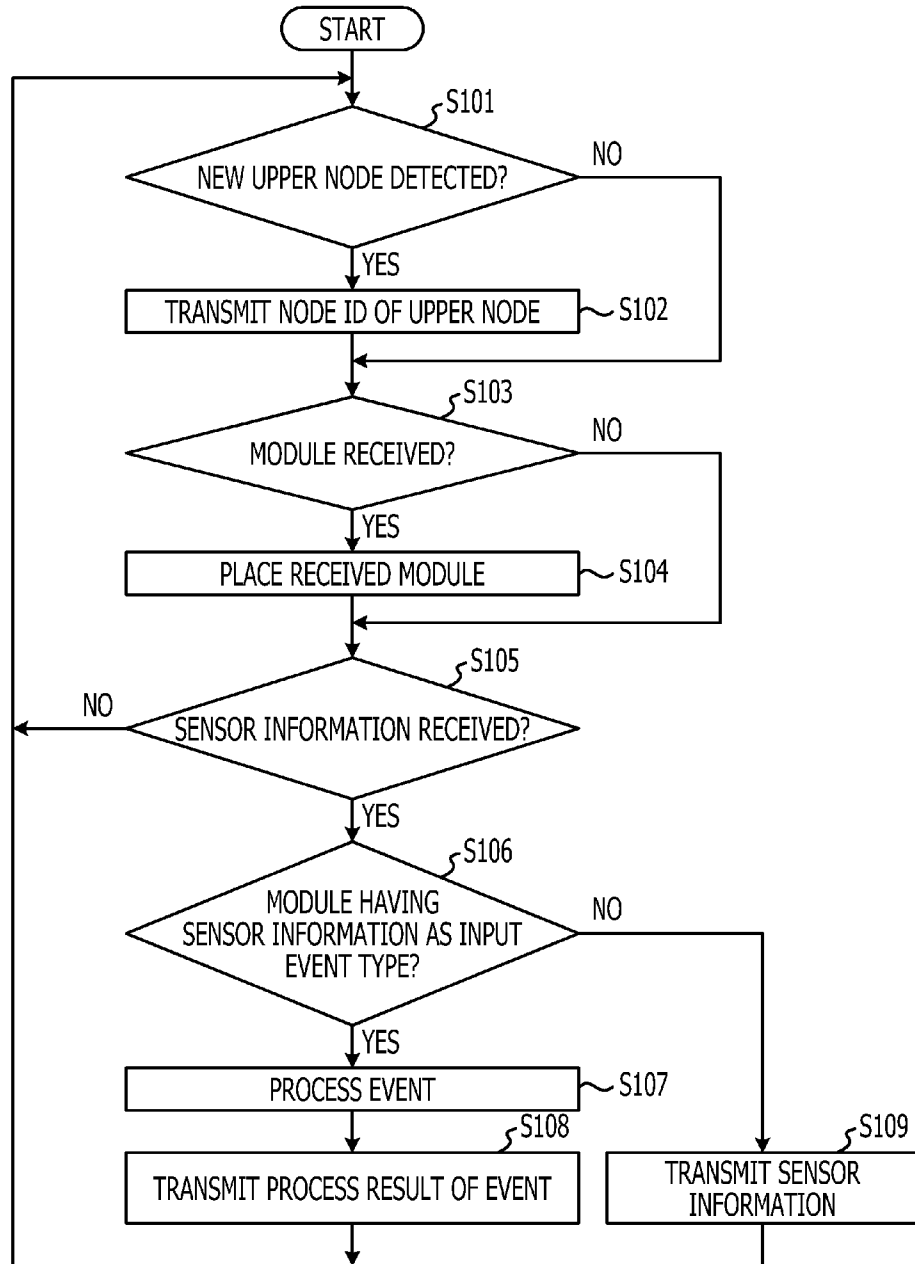 START
S101
NEW UPPER NODE DETECTED?
NO
YES
TRANSMIT NODE ID OF UPPER NODE
S102
S103
MODULE RECEIVED?
NO
YES
PLACE RECEIVED MODULE
S104
S105
NO
SENSOR INFORMATION RECEIVED?
YES
S106
MODULE HAVING
SENSOR INFORMATION AS INPUT
EVENT TYPE?
NO
YES
PROCESS EVENT
S107
S108
TRANSMIT PROCESS RESULT OF EVENT
S109
TRANSMIT SENSOR
INFORMATION